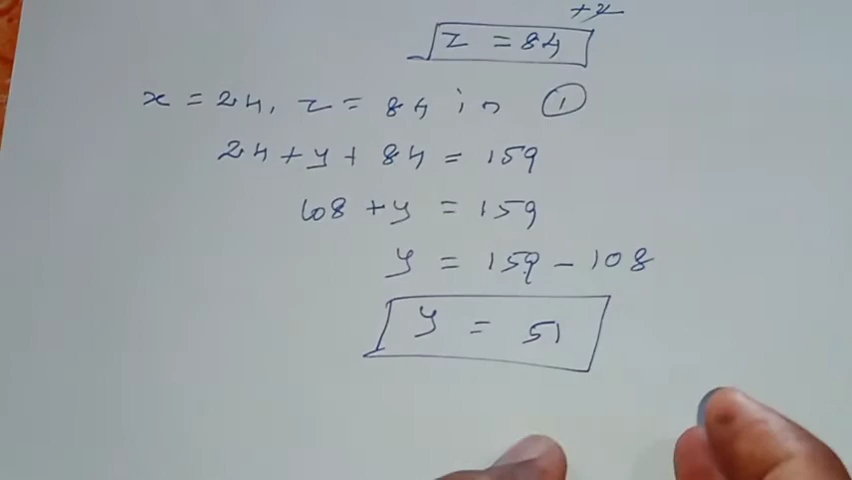 z = 84
x = 24, z = 84 in ①
24 + y + 84 = 159
108 + y = 159
y = 159 - 108
y = 51